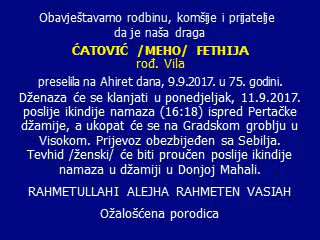 Obavještavamo rodbinu, komšije i prijatelje
da je naša draga
ĆATOVIĆ /MEHO/ FETHIJA
rođ. Vila
preselila na Ahiret dana, 9.9.2017. u 75. godini.
Dženaza će se klanjati u ponedjeljak, 11.9.2017.
poslije ikindije namaza (16:18) ispred Pertačke
džamije, a ukopat će se na Gradskom groblju u
Visokom. Prijevoz obezbijeđen sa Sebilja.
Tevhid /ženski/ će biti proučen poslije ikindije
namaza u džamiji u Donjoj Mahali.
RAHMETULLAHI ALEJHA RAHMETEN VASIAH
Ožalošćena porodica